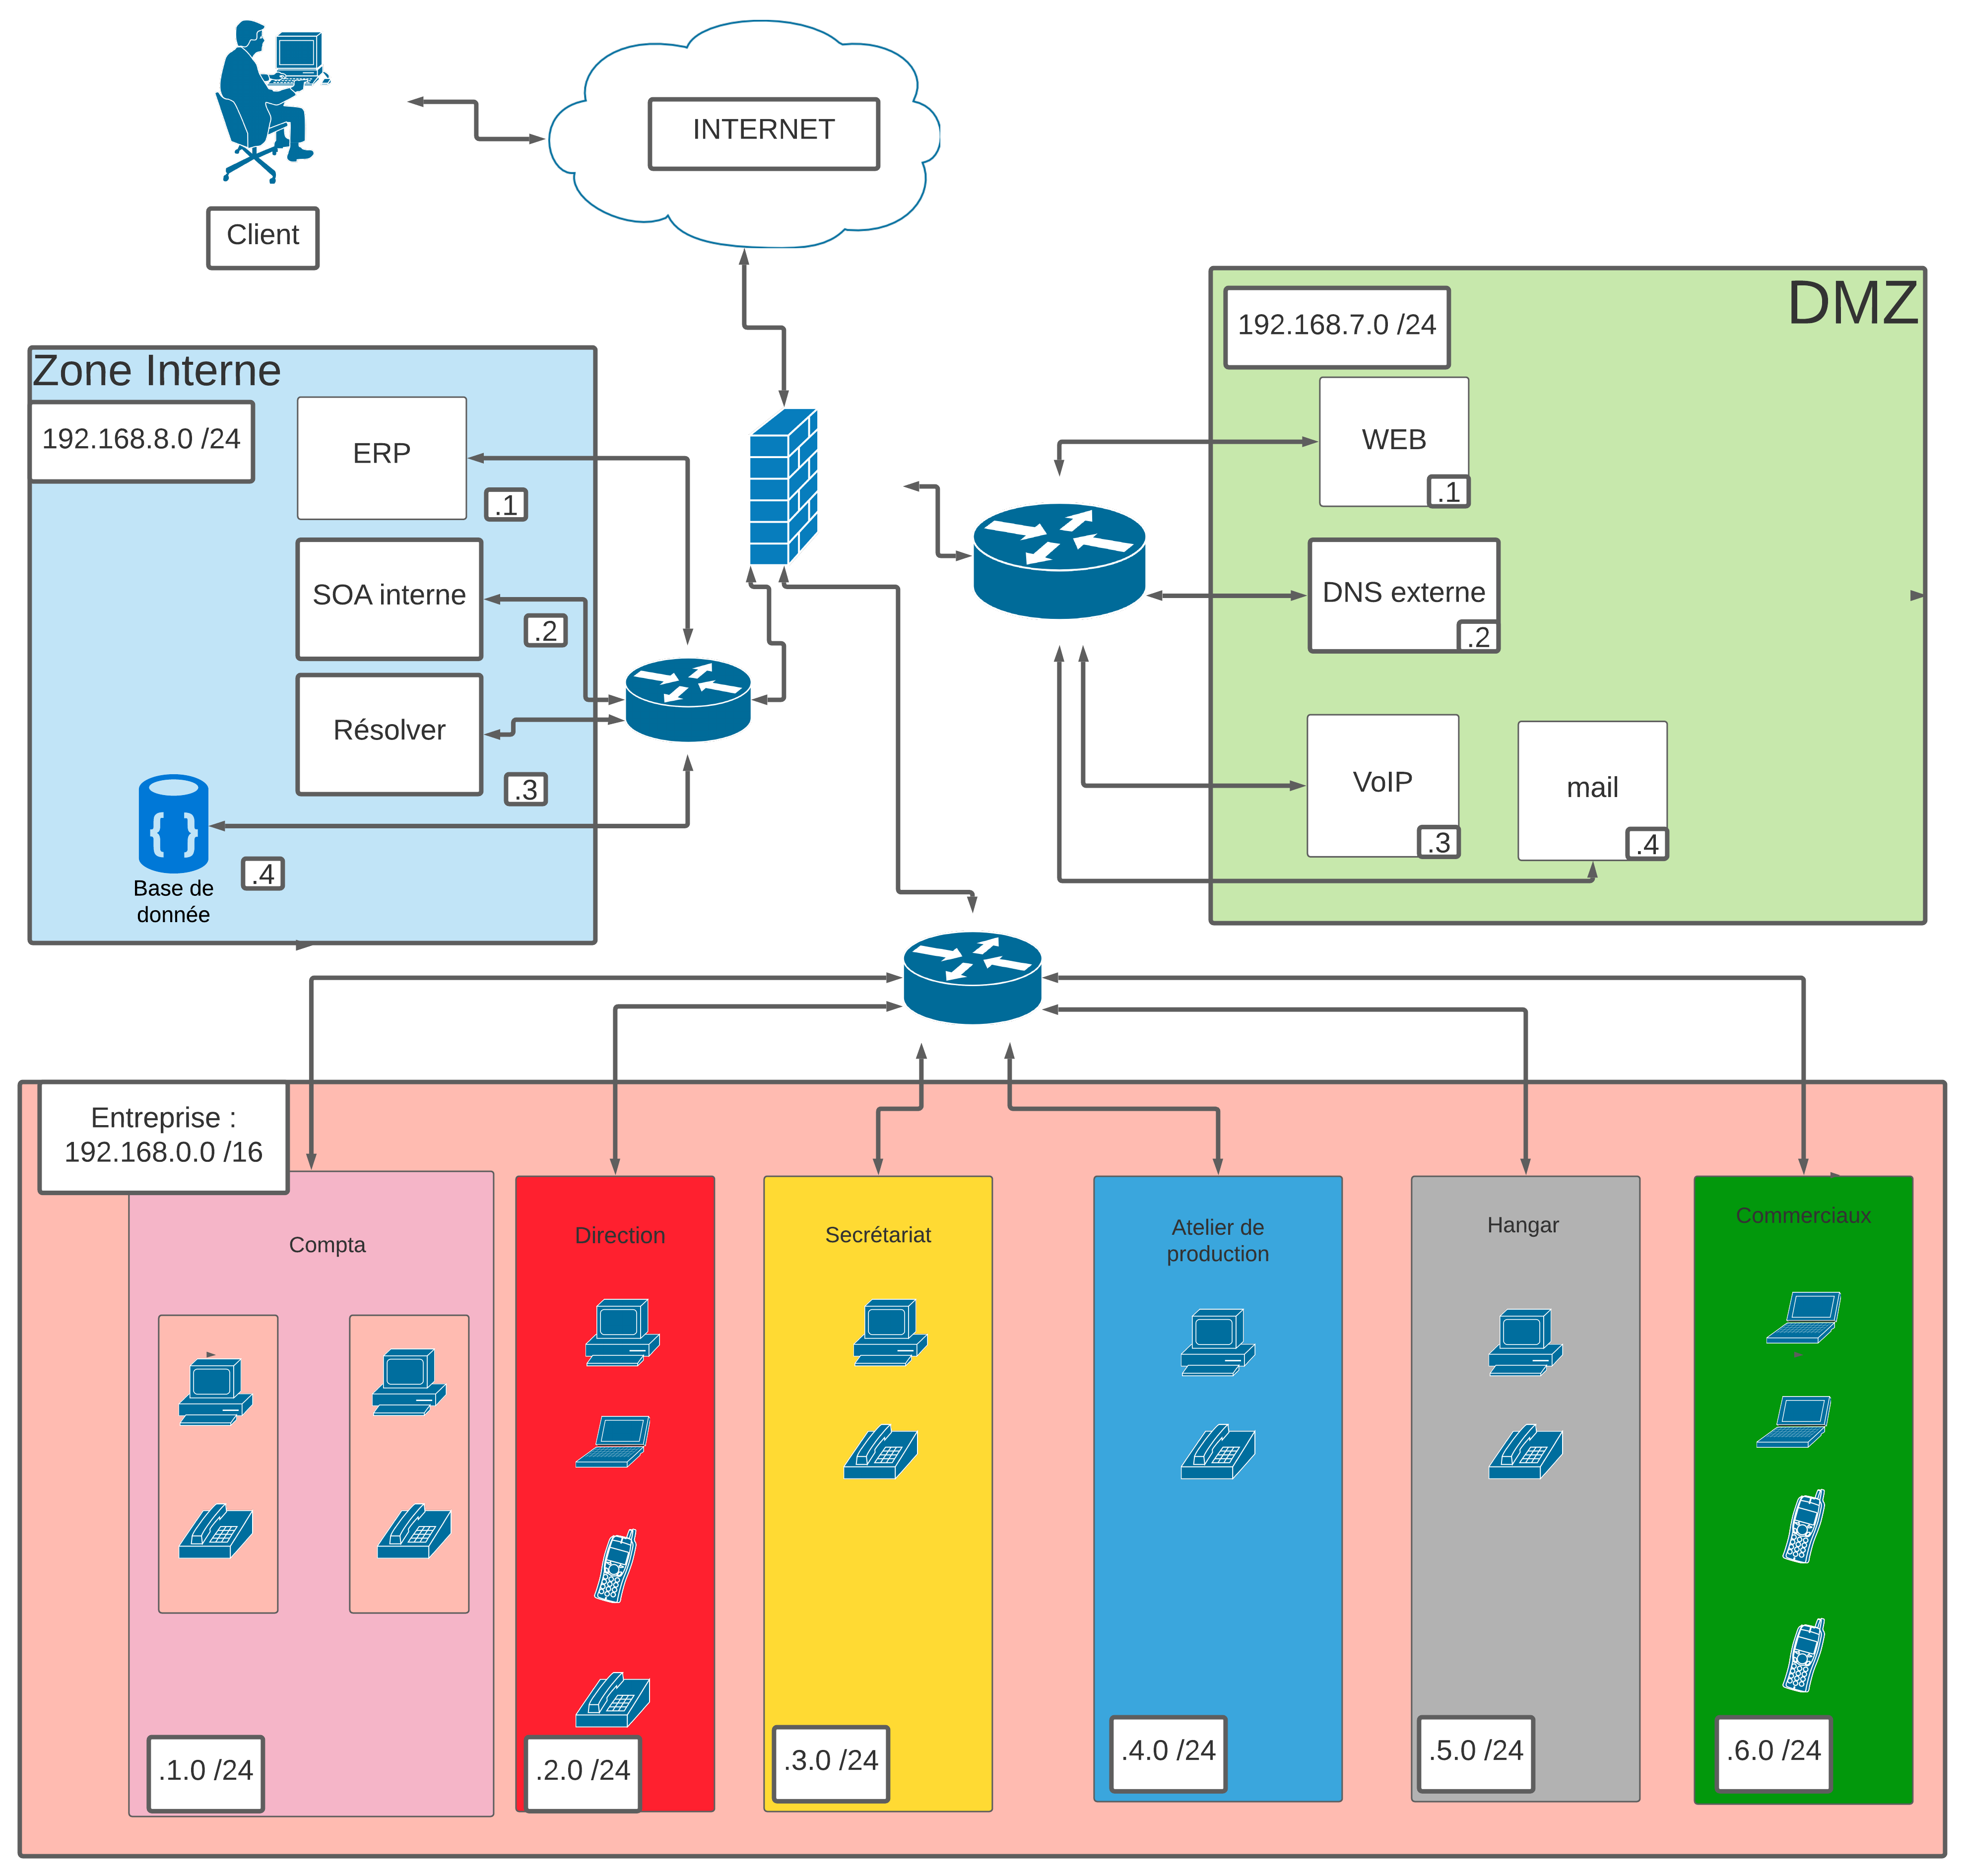 INTERNET
Client
DMZ
192.168.7.0 /24
Zone Interne
192.168.8.0 /24
ERP
.1
SOA interne
.2
Résolver
.3
Base de
donnée
.4
WEB
.1
DNS externe
.2
VoIP
.3
mail
.4
Entreprise :
192.168.0.0 /16
Compta
.1.0 /24
Direction
.2.0 /24
Secrétariat
.3.0 /24
Atelier de
production
.4.0 /24
Hangar
.5.0 /24
Commerciaux
.6.0 /24